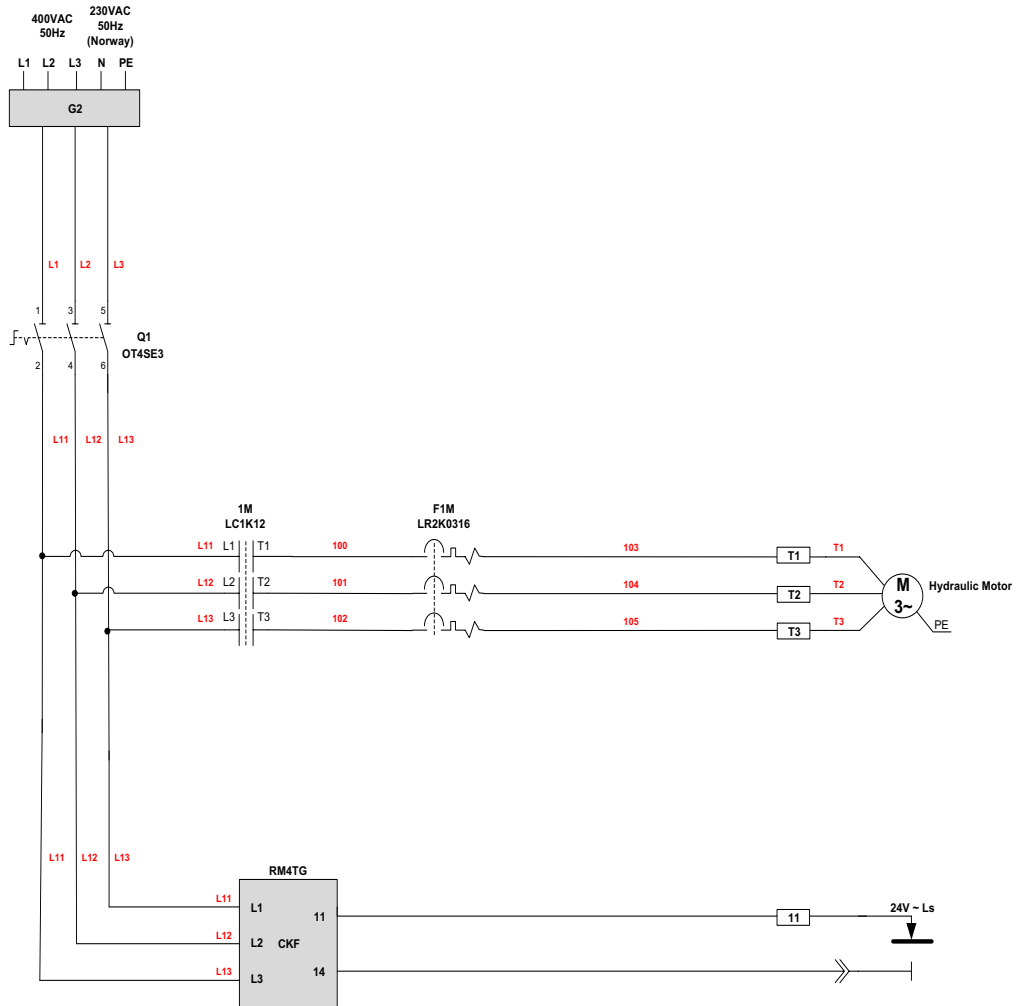 400VAC
50Hz
230VAC
50Hz
(Norway)
L1 L2 L3 N PE
G2
L1 L2 L3
1 3 5
Q1
OT4SE3
2 4 6
L11 L12 L13
1M
LC1K12
F1M
LR2K0316
L11 L1 T1 100 103 T1 T1
L12 L2 T2 101 104 T2 T2
M
3~
Hydraulic Motor
L13 L3 T3 102 105 T3 T3
PE
L11 L12 L13
RM4TG
L11 L1
11 11 24V ~ Ls
L12 L2 CKF
L13 L3 14